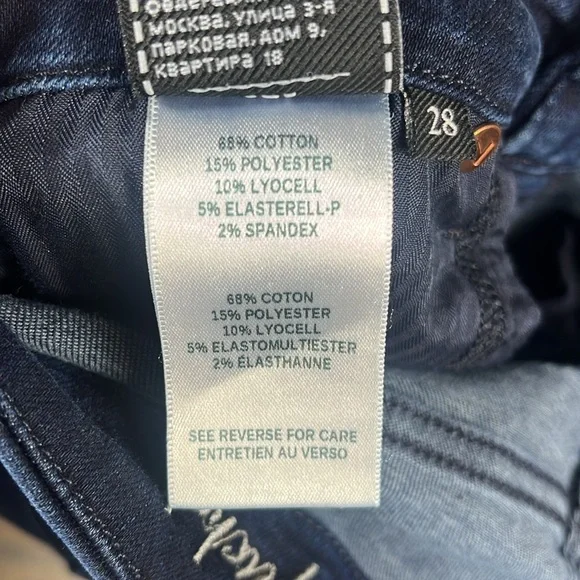 МОСКВА, УЛИЦА 3-Я
ПАРКОВАЯ, ДОМ 9,
КВАРТИРА 18
28
68% COTTON
15% POLYESTER
10% LYOCELL
5% ELASTERELL-P
2% SPANDEX
68% COTON
15% POLYESTER
10% LYOCELL
5% ELASTOMULTIESTER
2% ÉLASTHANNE
SEE REVERSE FOR CARE
ENTRETIEN AU VERSO